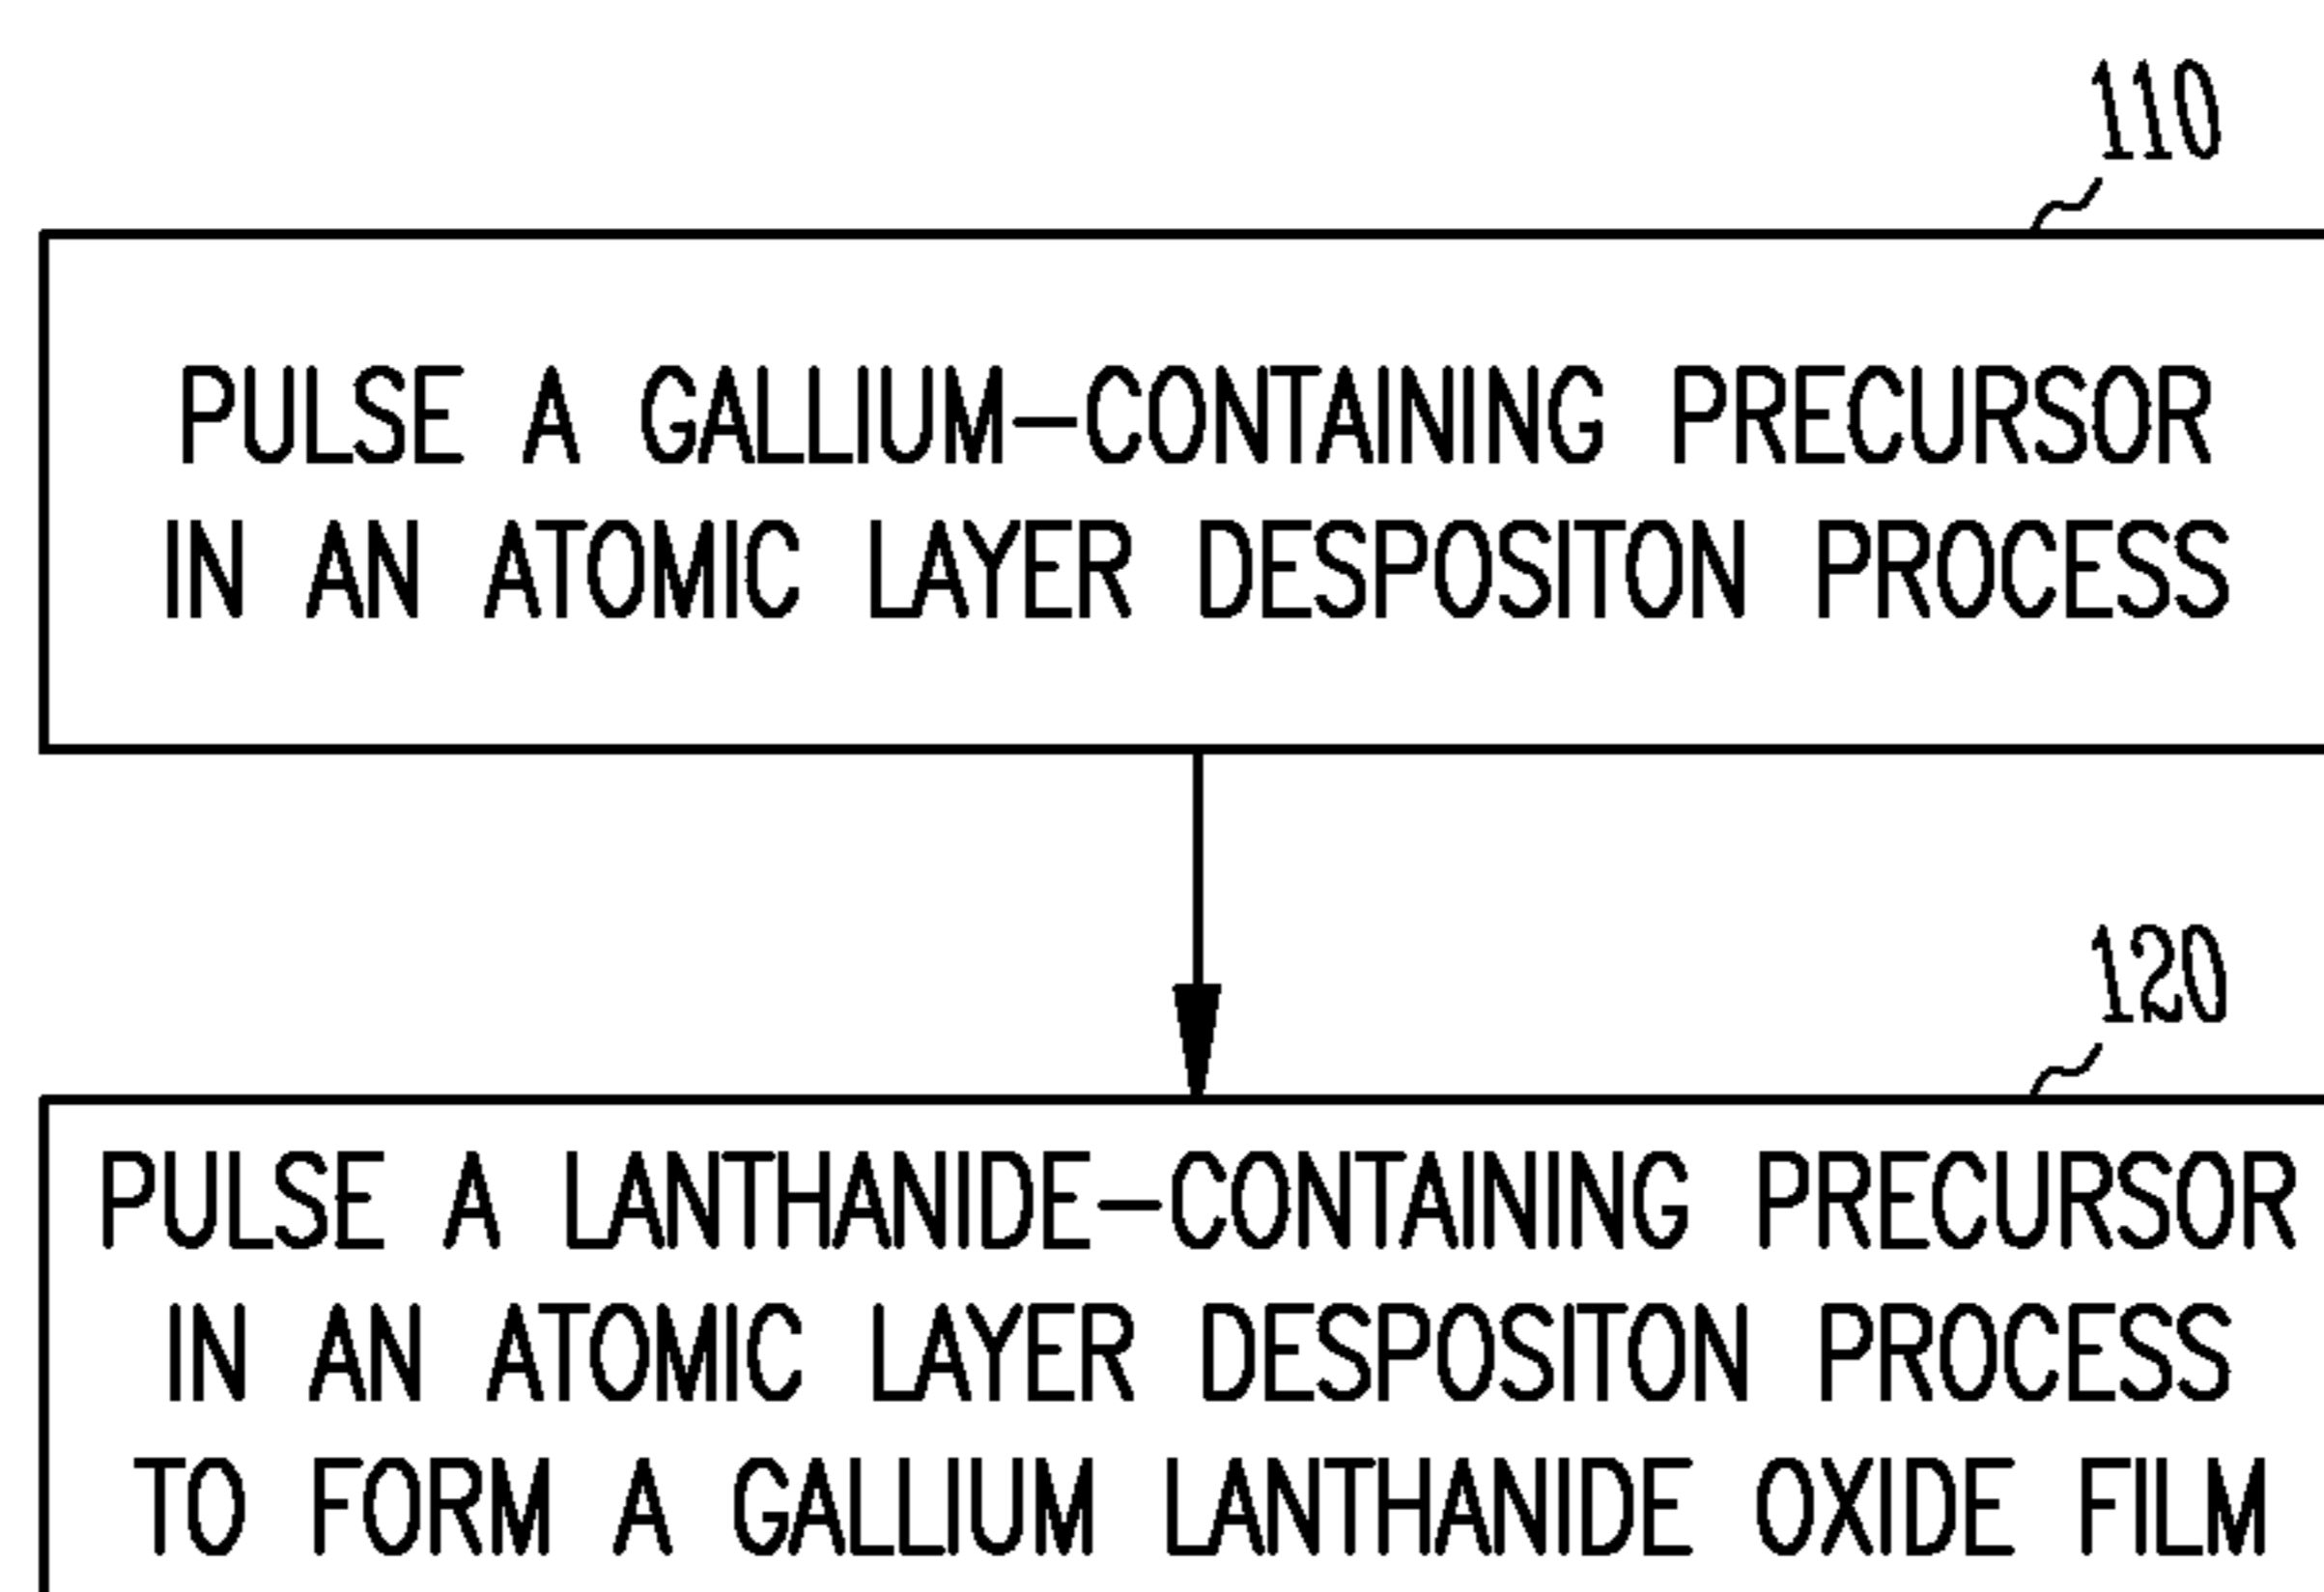 110
PULSE A GALLIUM-CONTAINING PRECURSOR
IN AN ATOMIC LAYER DESPOSITON PROCESS
120
PULSE A LANTHANIDE-CONTAINING PRECURSOR
IN AN ATOMIC LAYER DESPOSITON PROCESS
TO FORM A GALLIUM LANTHANIDE OXIDE FILM